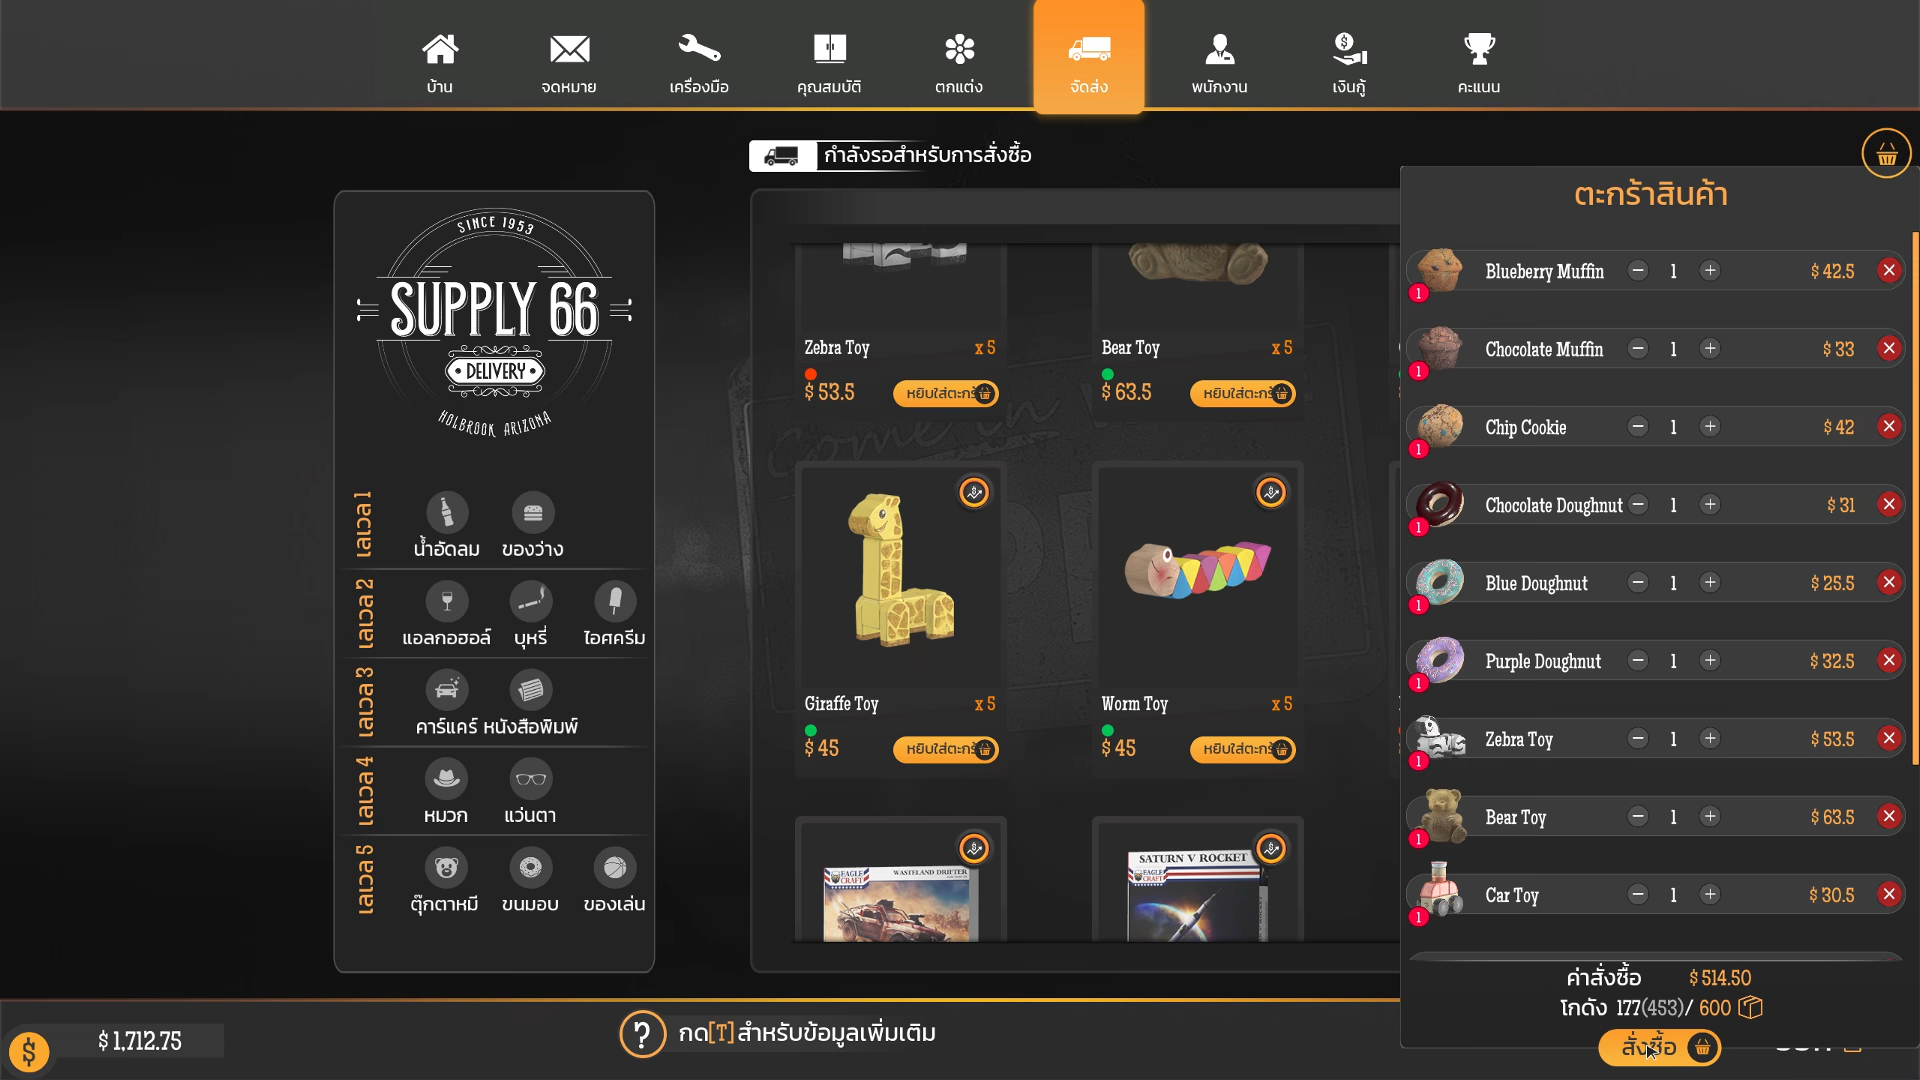 บ้าน
จดหมาย
เครื่องมือ
คุณสมบัติ
ตกแต่ง
จัดส่ง
พนักงาน
เงินกู้
คะแนน
กำลังรอสำหรับการสั่งซื้อ
SINCE 1953
SUPPLY 66
DELIVERY
HOLBROOK ARIZONA
เลเวล 1
น้ำอัดลม
ของว่าง
เลเวล 2
แอลกอฮอล์
บุหรี่
ไอศครีม
เลเวล 3
คาร์แคร์
หนังสือพิมพ์
เลเวล 4
หมวก
แว่นตา
เลเวล 5
ตุ๊กตาหมี
ขนมอบ
ของเล่น
Zebra Toy x 5
$ 53.5 หยิบใส่ตะกร้
Bear Toy x 5
$ 63.5 หยิบใส่ตะกร้
Giraffe Toy x 5
$ 45 หยิบใส่ตะกร้
Worm Toy x 5
$ 45 หยิบใส่ตะกร้
EAGLE CRAFT
WASTELAND DRIFTER
SATURN V ROCKET
EAGLE CRAFT
ตะกร้าสินค้า
Blueberry Muffin − 1 + $ 42.5
1
Chocolate Muffin − 1 + $ 33
1
Chip Cookie − 1 + $ 42
1
Chocolate Doughnut − 1 + $ 31
1
Blue Doughnut − 1 + $ 25.5
1
Purple Doughnut − 1 + $ 32.5
1
Zebra Toy − 1 + $ 53.5
1
Bear Toy − 1 + $ 63.5
1
Car Toy − 1 + $ 30.5
1
ค่าสั่งซื้อ $ 514.50
โกดัง 177(453)/ 600
สั่งซื้อ
$ 1,712.75
? กด[T]สำหรับข้อมูลเพิ่มเติม